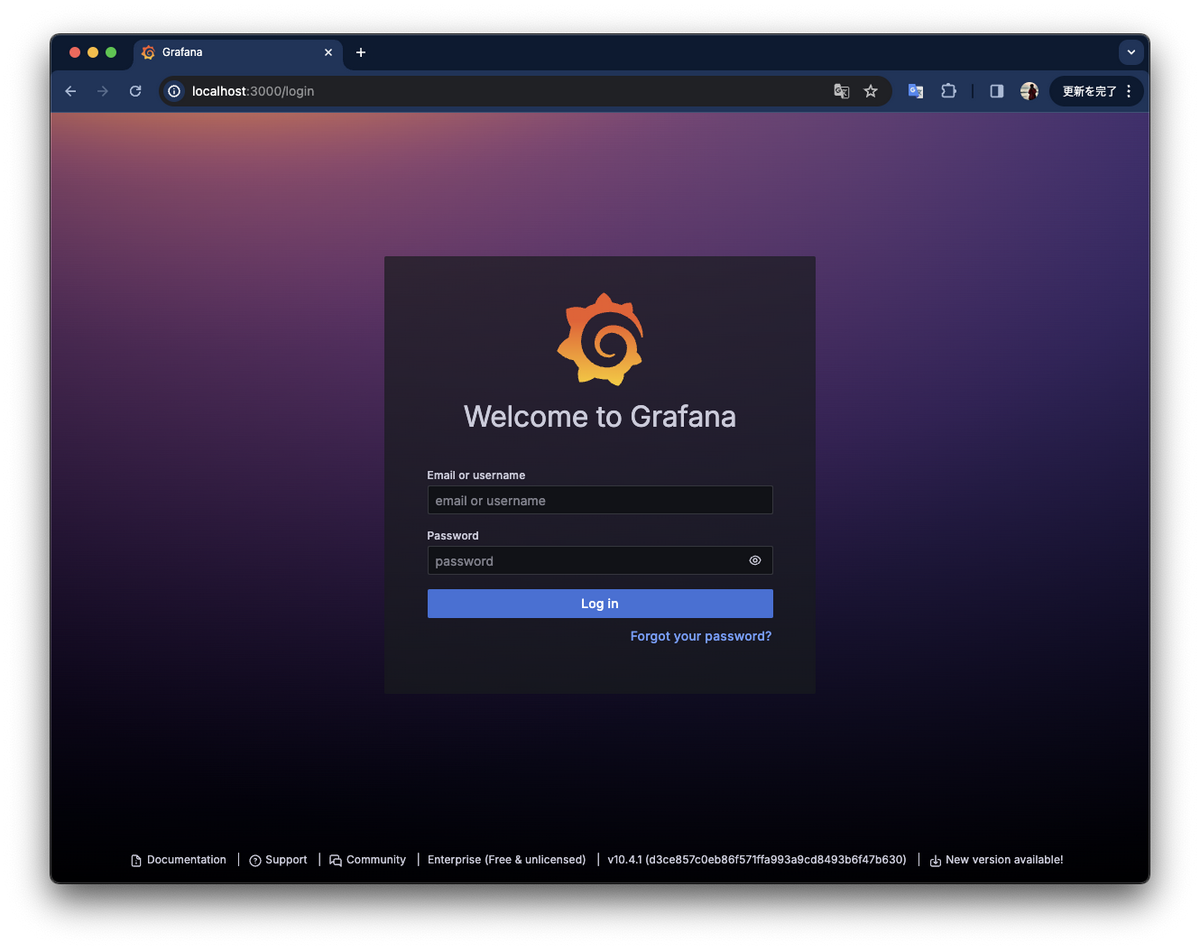 Grafana
localhost:3000/login
更新を完了
Welcome to Grafana
Email or username
email or username
Password
password
Log in
Forgot your password?
Documentation | Support | Community | Enterprise (Free & unlicensed) | v10.4.1 (d3ce857c0eb86f571ffa993a9cd8493b6f47b630) | New version available!